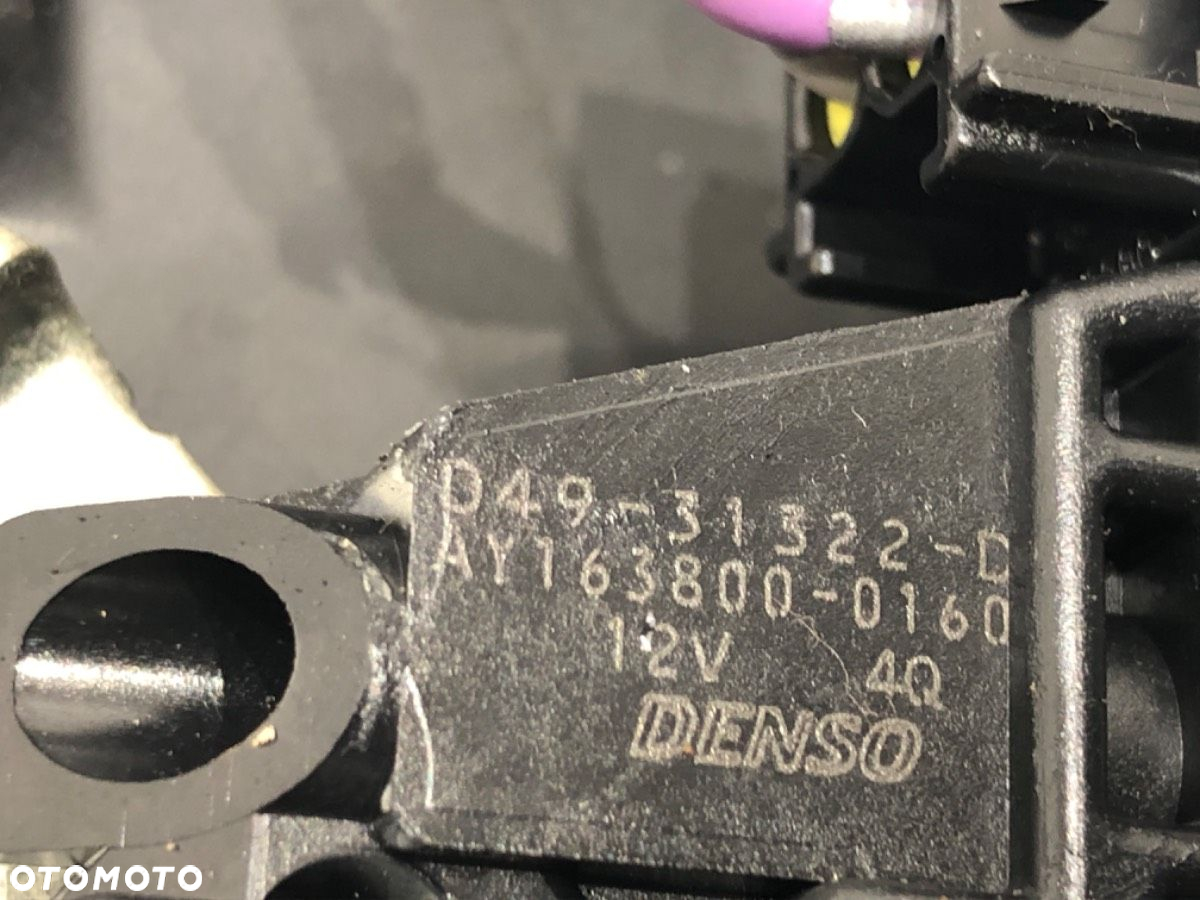 D49-31322-D
AY163800-0160
12V 4Q
DENSO
OTOMOTO